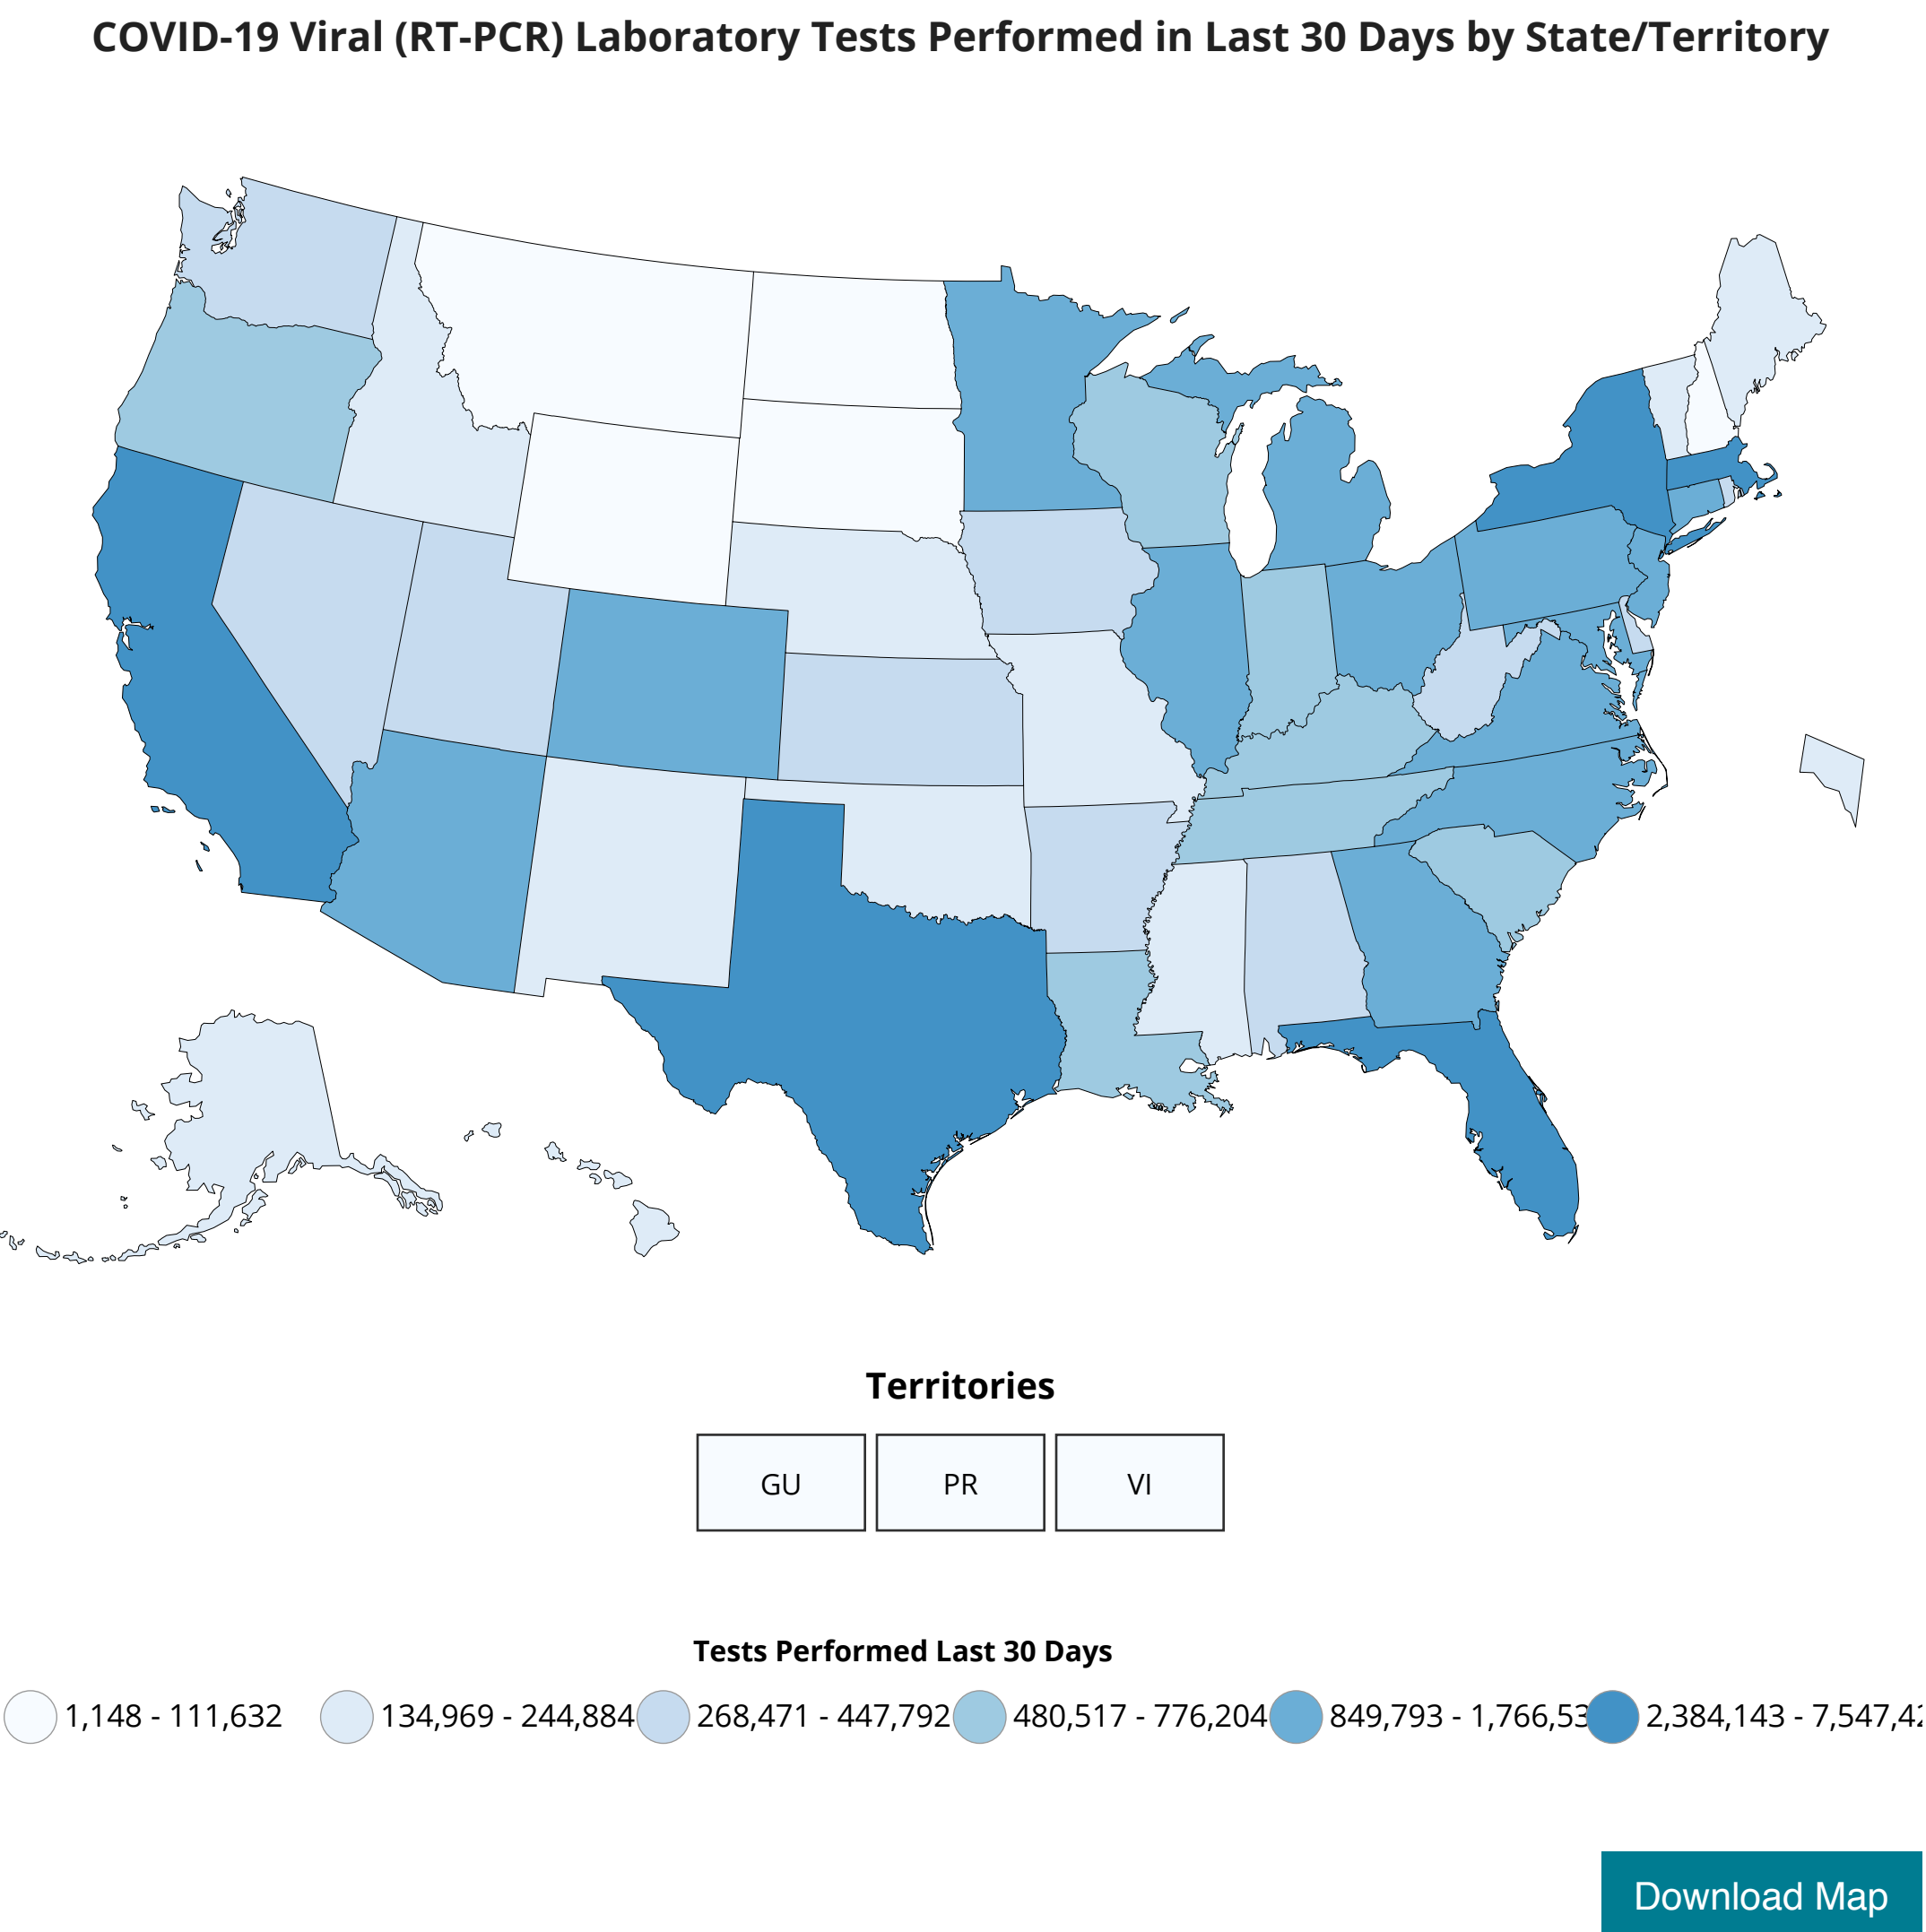 COVID-19 Viral (RT-PCR) Laboratory Tests Performed in Last 30 Days by State/Territory
Territories
GU PR VI
Tests Performed Last 30 Days
1,148 - 111,632 134,969 - 244,884 268,471 - 447,792 480,517 - 776,204 849,793 - 1,766,53 2,384,143 - 7,547,42
Download Map